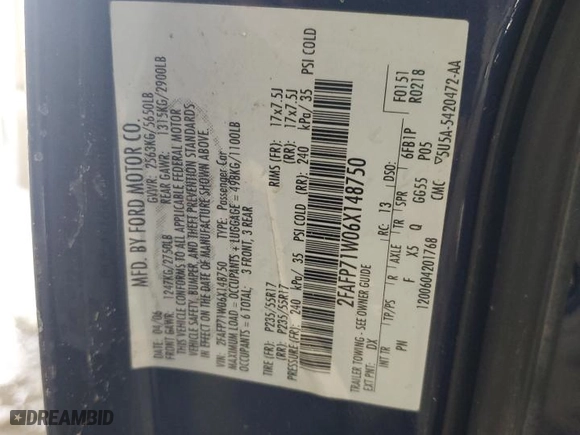 MFD. BY FORD MOTOR CO.
DATE: 04/06 GVWR: 2563KG/5650LB
FRONT GAWR: 1247KG/2750LB REAR GAWR: 1315KG/2900LB
THIS VEHICLE CONFORMS TO ALL APPLICABLE FEDERAL MOTOR
VEHICLE SAFETY, BUMPER, AND THEFT PREVENTION STANDARDS
IN EFFECT ON THE DATE OF MANUFACTURE SHOWN ABOVE.
VIN: 2FAFP71W06X148750 TYPE: Passenger Car
MAXIMUM LOAD = OCCUPANTS + LUGGAGE = 498KG/1100LB
OCCUPANTS = 6 TOTAL: 3 FRONT, 3 REAR
TIRE (FR): P235/55R17 RIMS (FR): 17x7.5J
(RR): P235/55R17 (RR): 17x7.5J
PRESSURE (FR): 240 kPa/ 35 PSI COLD (RR): 240 kPa/ 35 PSI COLD
2FAFP71W06X148750
TRAILER TOWING - SEE OWNER GUIDE
EXT PNT: DX RC: 13 DSO: F0151
R0218
INT TR TP/PS R AXLE TR SPR 6FB1P
F X5 Q GG55 P05
PN 1200604201768 CMC ▽5U5A-5420472-AA
DREAMBID